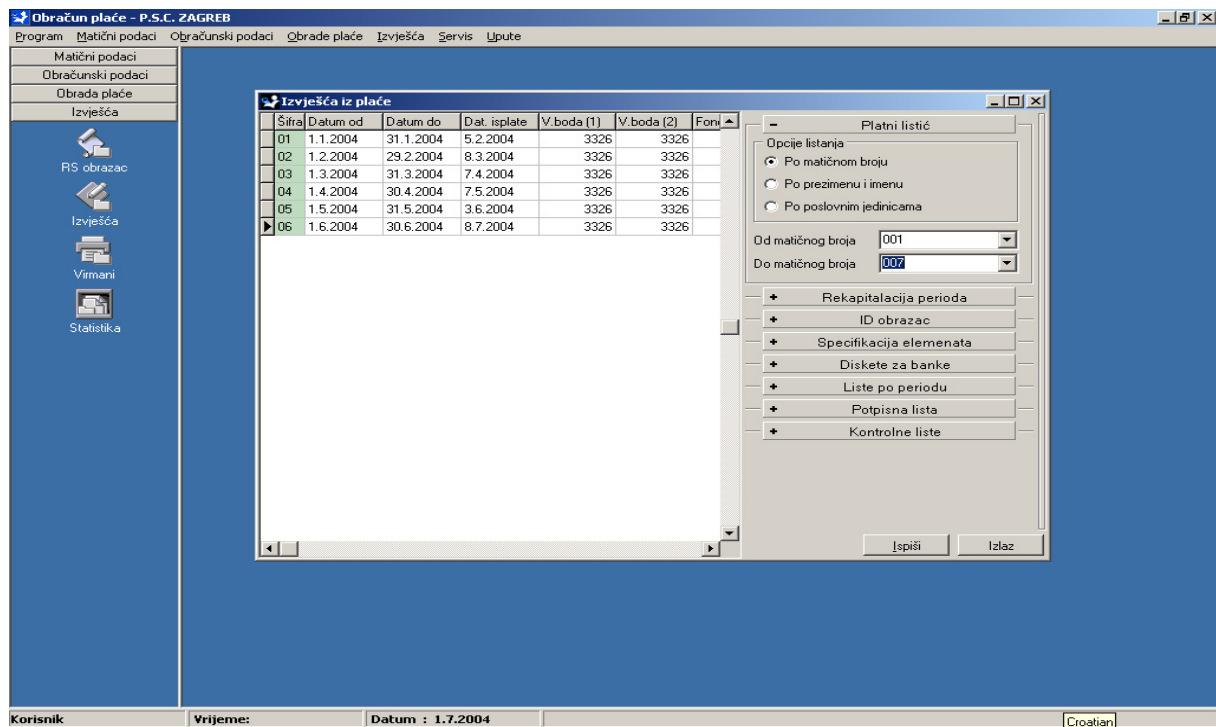 Obračun plaće - P.S.C. ZAGREB
Program Matični podaci Obračunski podaci Obrade plaće Izvješća Servis Upute
Matični podaci
Obračunski podaci
Obrada plaće
Izvješća
RS obrazac
Izvješća
Virmani
Statistika
Izvješća iz plaće
Šifra Datum od Datum do Dat. isplate V.boda (1) V.boda (2)
01 1.1.2004 31.1.2004 5.2.2004 3326 3326
02 1.2.2004 29.2.2004 8.3.2004 3326 3326
03 1.3.2004 31.3.2004 7.4.2004 3326 3326
04 1.4.2004 30.4.2004 7.5.2004 3326 3326
05 1.5.2004 31.5.2004 3.6.2004 3326 3326
06 1.6.2004 30.6.2004 8.7.2004 3326 3326
- Platni listić
Opcije listanja
Po matičnom broju
Po prezimenu i imenu
Po poslovnim jedinicama
Od matičnog broja 001
Do matičnog broja 007
+ Rekapitalacija perioda
+ ID obrazac
+ Specifikacija elemenata
+ Diskete za banke
+ Liste po periodu
+ Potpisna lista
+ Kontrolne liste
Ispiši Izlaz
Korisnik Vrijeme: Datum : 1.7.2004
Croatian